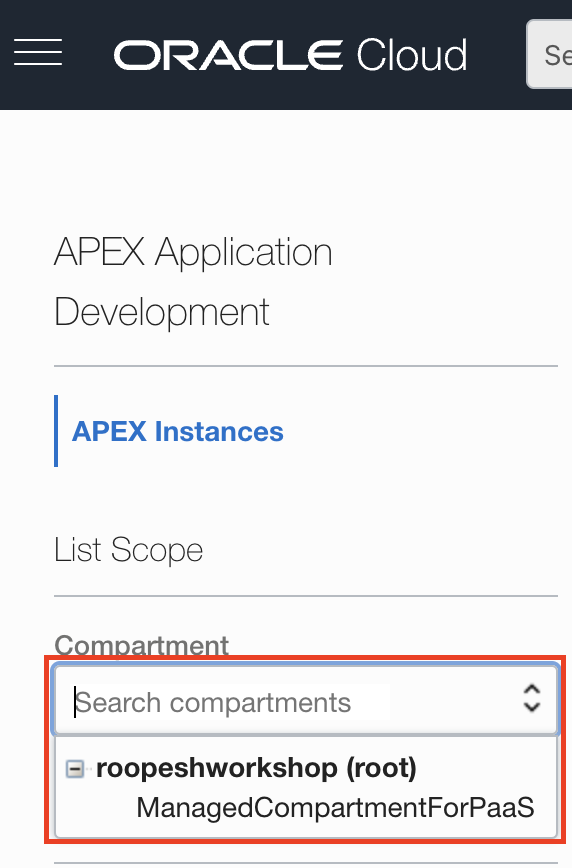 ORACLE Cloud
Se
APEX Application
Development
APEX Instances
List Scope
Compartment
Search compartments
roopeshworkshop (root)
ManagedCompartmentForPaaS